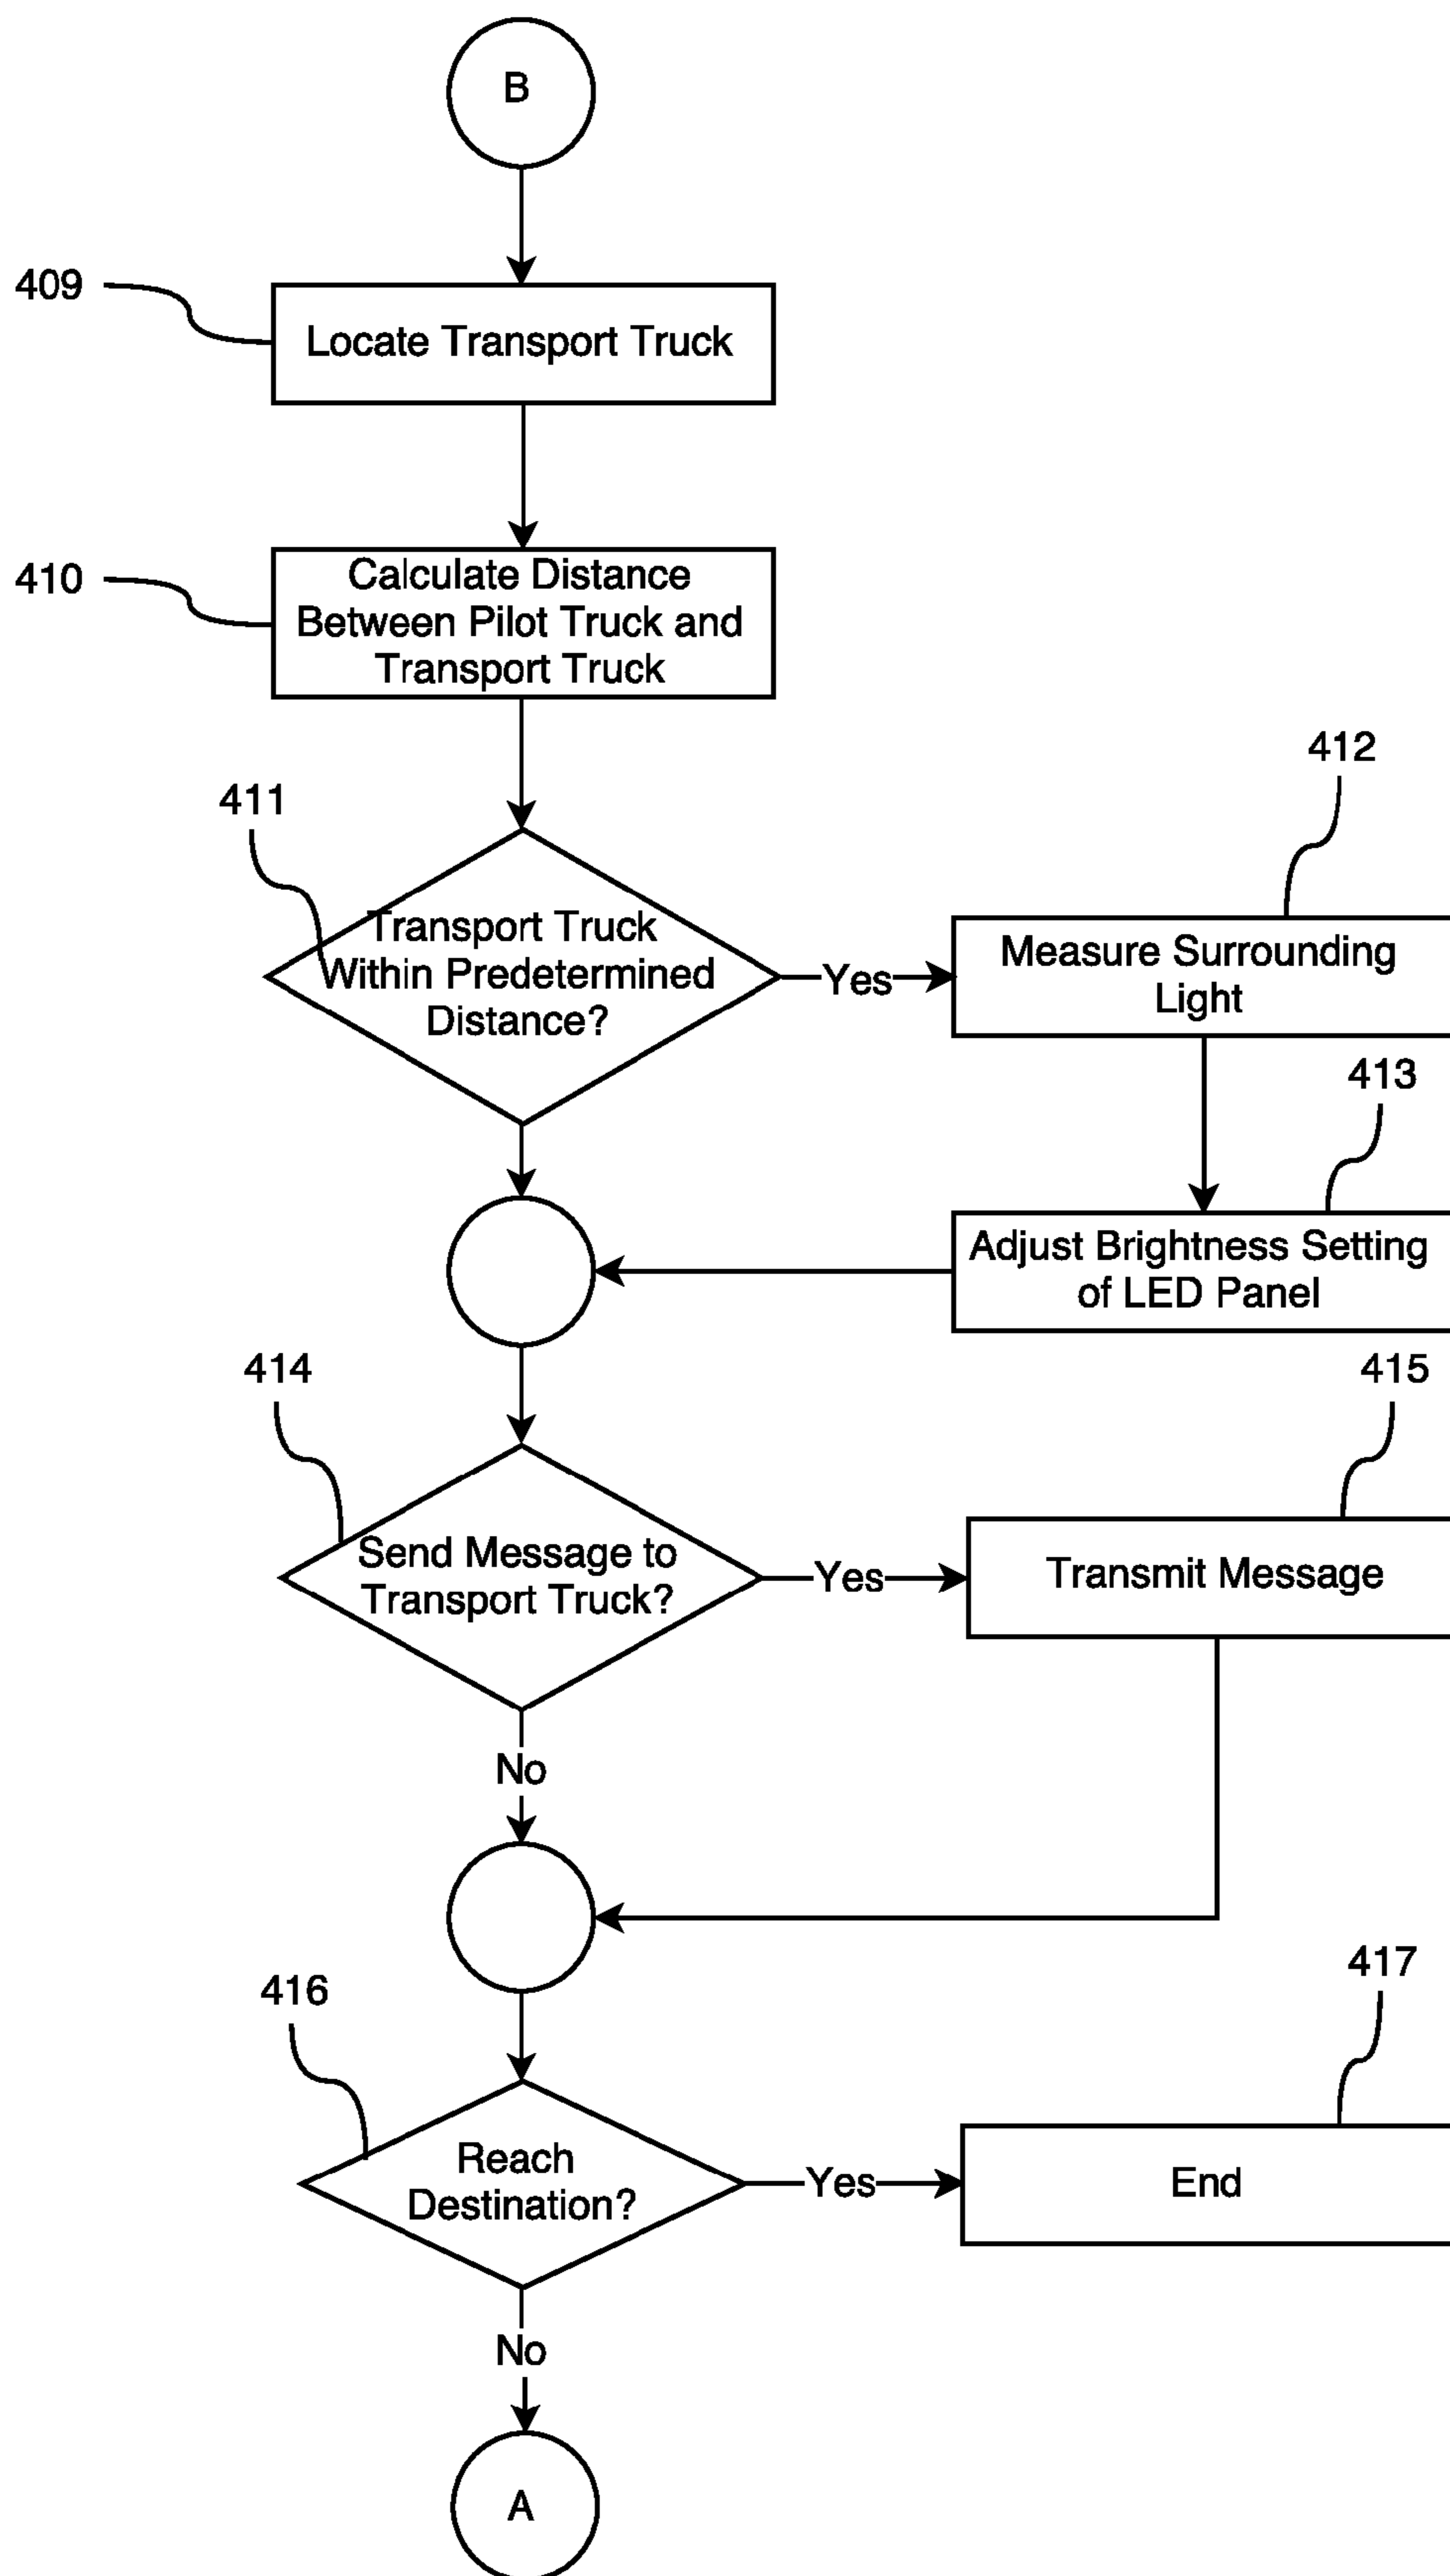 B
409
Locate Transport Truck
410
Calculate Distance
Between Pilot Truck and
Transport Truck
411
412
Transport Truck
Within Predetermined
Distance?
Yes
Measure Surrounding
Light
413
Adjust Brightness Setting
of LED Panel
414
415
Send Message to
Transport Truck?
Yes
Transmit Message
No
416
417
Reach
Destination?
Yes
End
No
A